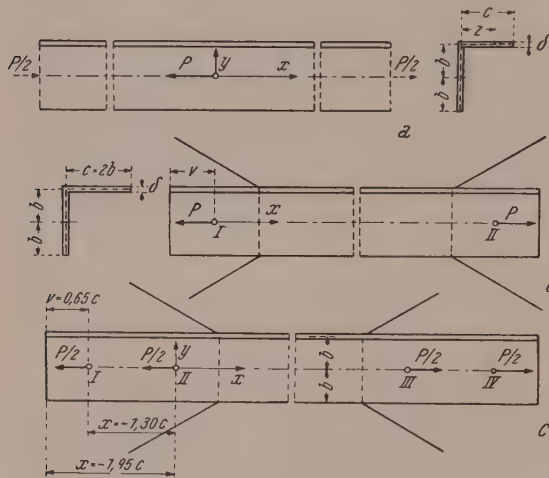 P/2 P y x P/2
c
z
δ
b
b
a
c=2b
δ
b
b
v
P I x II P
v=0,65 c
P/2 I P/2 II y x b b P/2 III P/2 IV
x=-1,30 c
x=-1,95 c
c